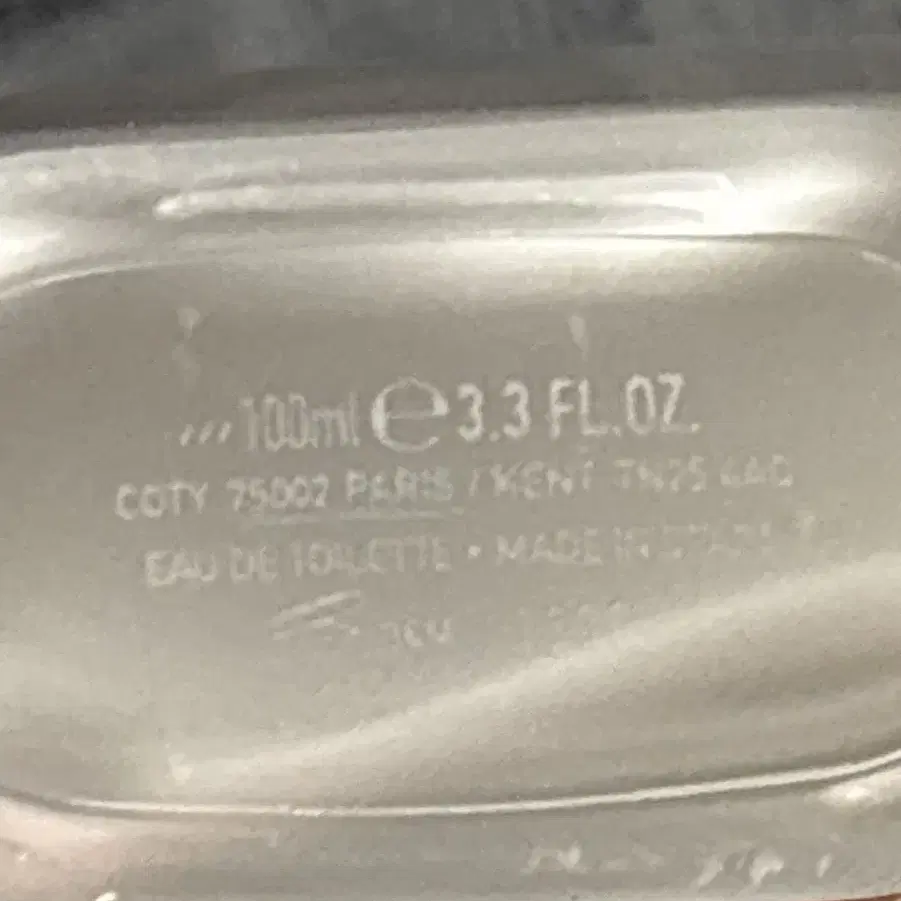 100ml e 3.3 FL.OZ.
COTY 75002 PARIS / KENT TN25 4AQ
EAU DE TOILETTE • MADE IN